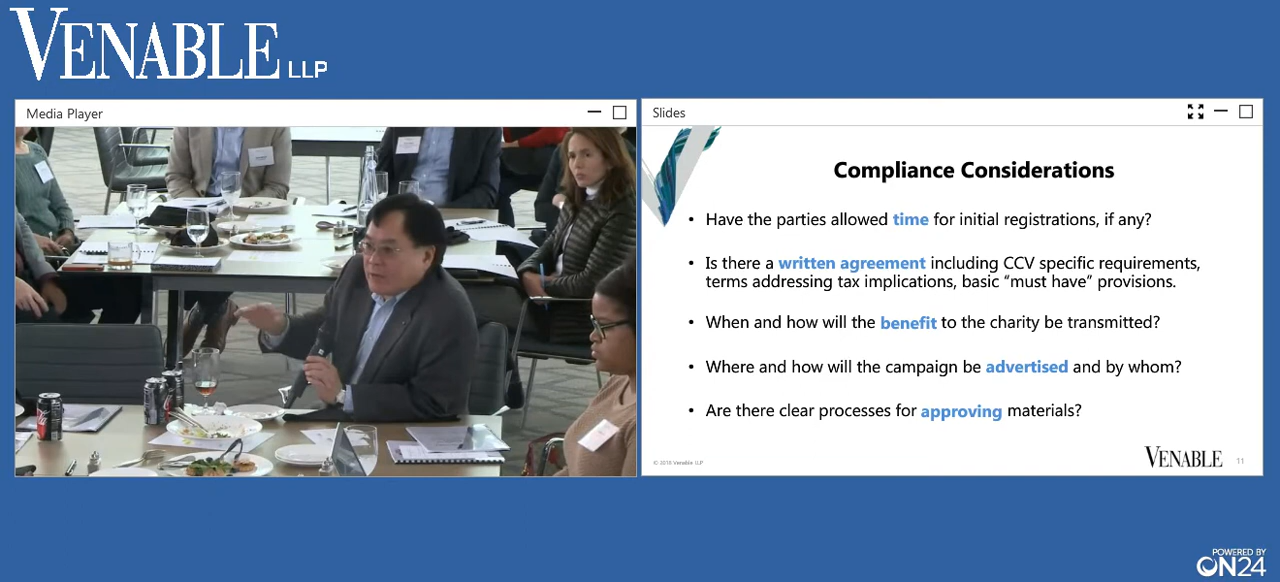 VENABLE LLP
Media Player
Slides
Compliance Considerations
• Have the parties allowed time for initial registrations, if any?
• Is there a written agreement including CCV specific requirements,
terms addressing tax implications, basic “must have” provisions.
• When and how will the benefit to the charity be transmitted?
• Where and how will the campaign be advertised and by whom?
• Are there clear processes for approving materials?
© 2018 Venable LLP
VENABLE
11
POWERED BY
ON24